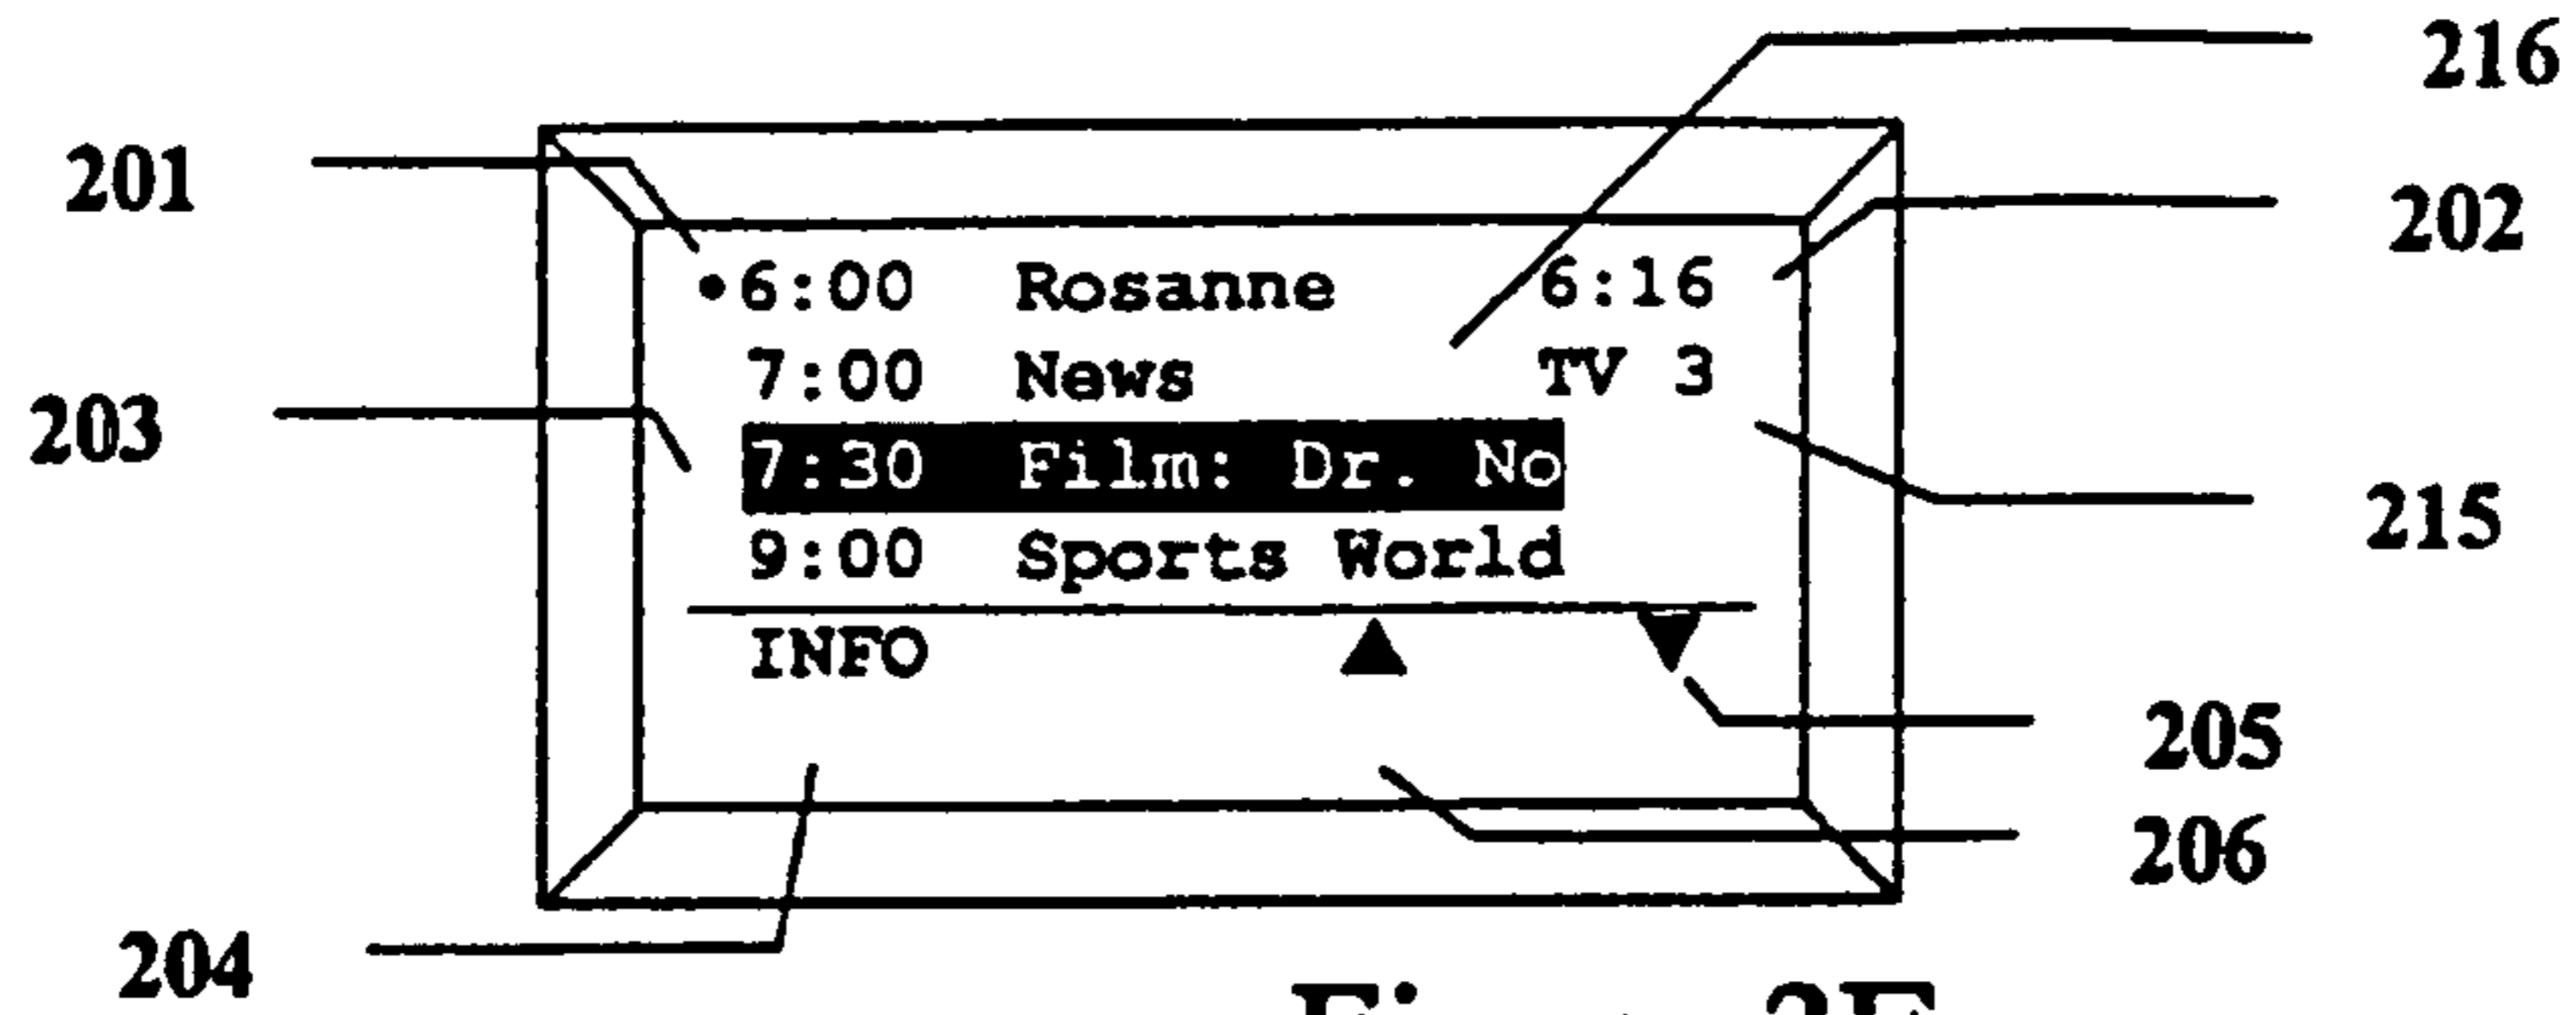 216
201
202
•6:00 Rosanne 6:16
7:00 News TV 3
203
7:30 Film: Dr. No
215
9:00 Sports World
INFO ▲ ▼
205
206
204